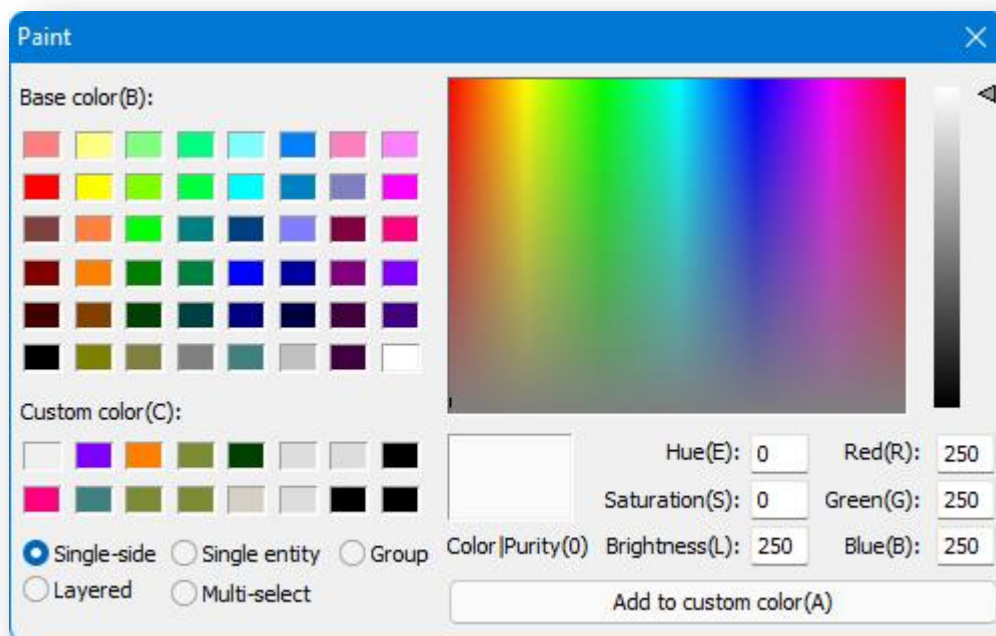 Paint
Base color(B):
Custom color(C):
Hue(E): 0 Red(R): 250
Saturation(S): 0 Green(G): 250
Color|Purity(0) Brightness(L): 250 Blue(B): 250
Single-side Single entity Group
Layered Multi-select
Add to custom color(A)